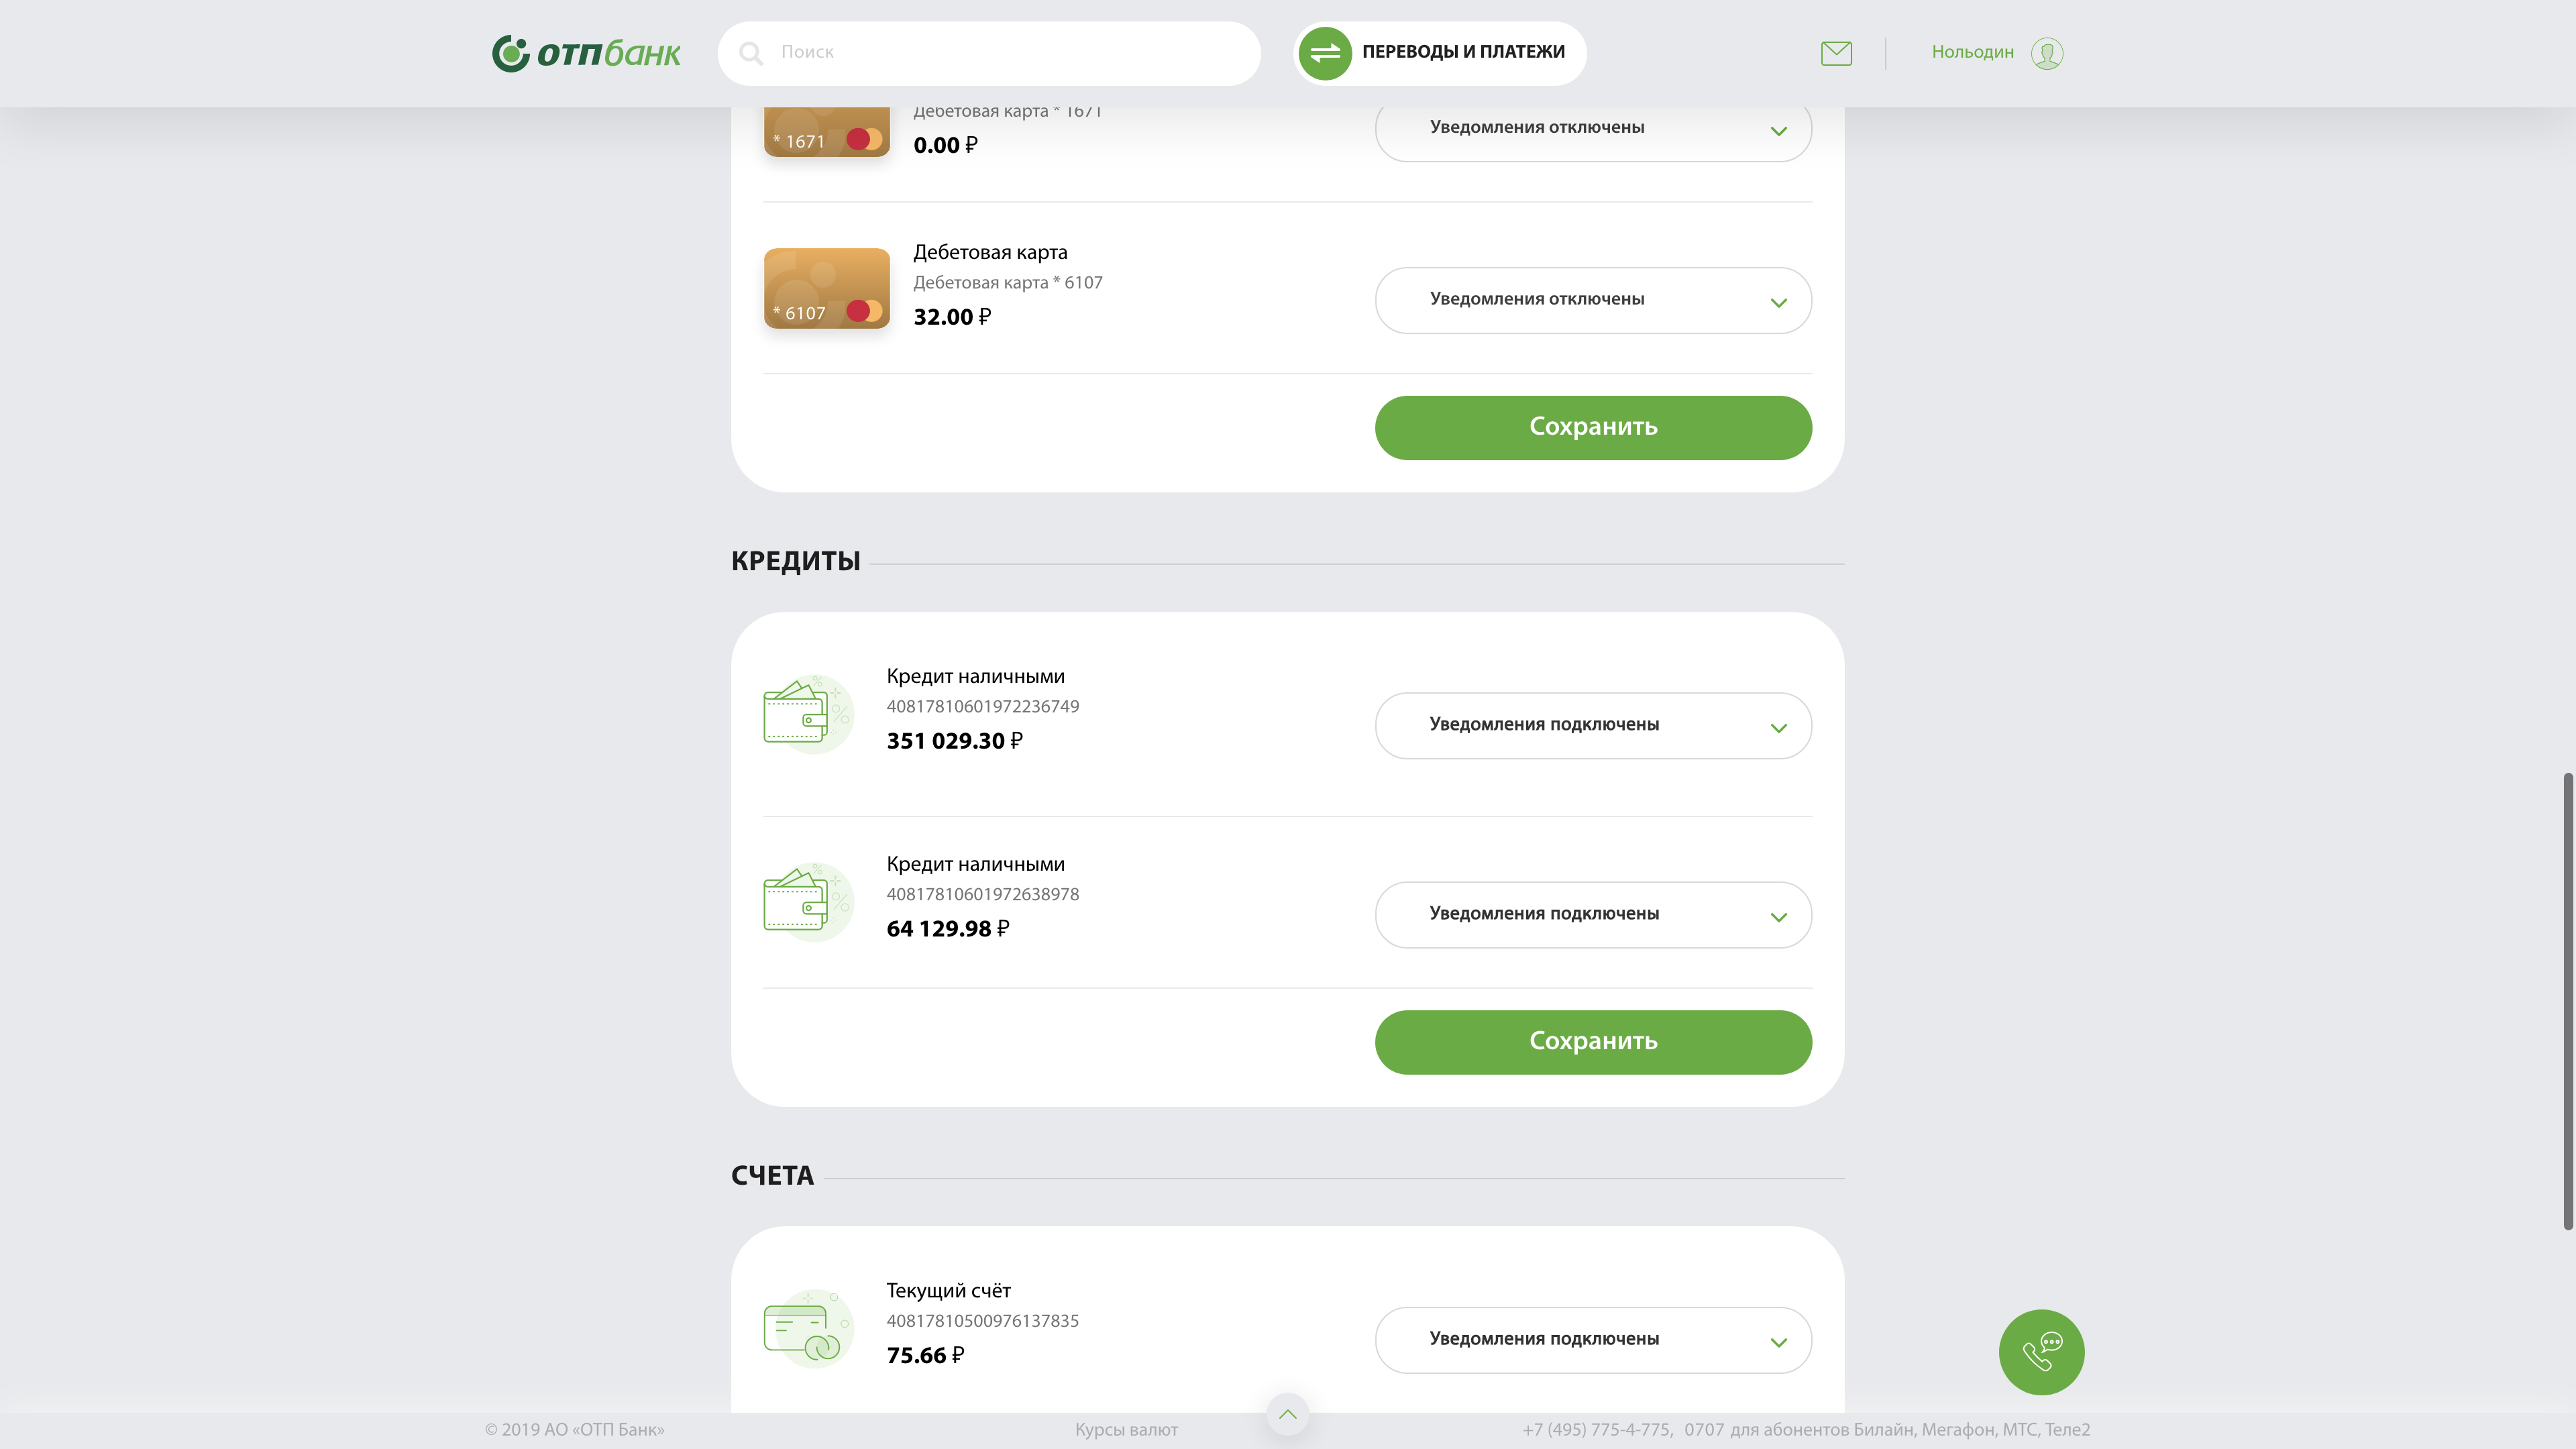 отпбанк
Поиск
ПЕРЕВОДЫ И ПЛАТЕЖИ
Нольодин
Дебетовая карта * 1671
* 1671
0.00 ₽
Уведомления отключены
Дебетовая карта
Дебетовая карта * 6107
* 6107
32.00 ₽
Уведомления отключены
Сохранить
КРЕДИТЫ
Кредит наличными
40817810601972236749
351 029.30 ₽
Уведомления подключены
Кредит наличными
40817810601972638978
64 129.98 ₽
Уведомления подключены
Сохранить
СЧЕТА
Текущий счёт
40817810500976137835
75.66 ₽
Уведомления подключены
© 2019 АО «ОТП Банк»
Курсы валют
+7 (495) 775-4-775, 0707 для абонентов Билайн, Мегафон, МТС, Теле2